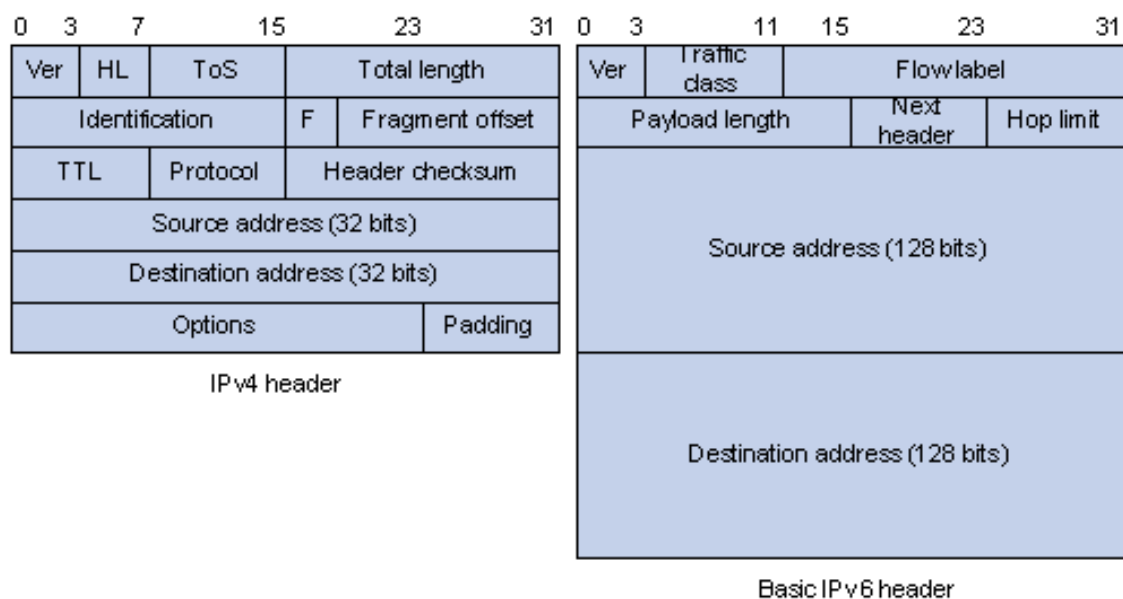 0 3 7 15 23 31
Ver HL ToS Total length
Identification F Fragment offset
TTL Protocol Header checksum
Source address (32 bits)
Destination address (32 bits)
Options Padding
IPv4 header
0 3 11 15 23 31
Ver Traffic class Flow label
Payload length Next header Hop limit
Source address (128 bits)
Destination address (128 bits)
Basic IPv6 header